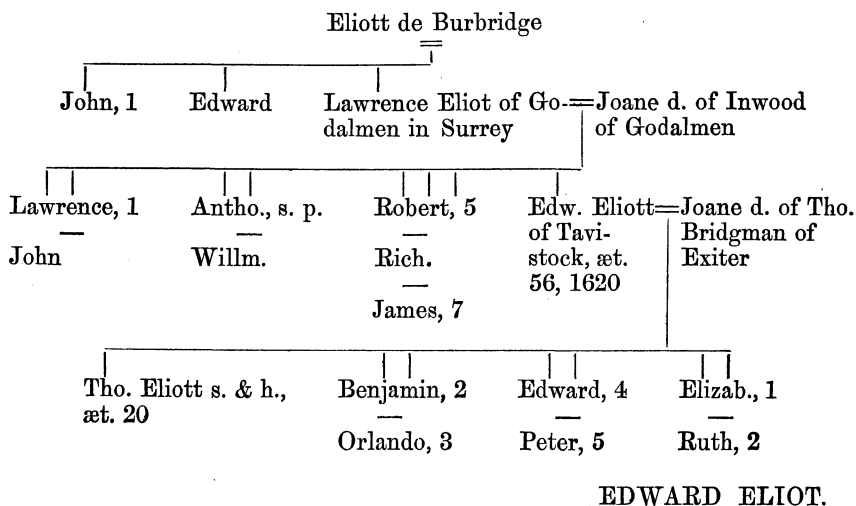 Eliott de Burbridge
John, 1
Edward
Lawrence Eliot of Go-
dalmen in Surrey
Joane d. of Inwood
of Godalmen
Lawrence, 1
John
Antho., s. p.
Willm.
Robert, 5
Rich.
James, 7
Edw. Eliott
of Tavi-
stock, æt.
56, 1620
Joane d. of Tho.
Bridgman of
Exiter
Tho. Eliott s. & h.,
æt. 20
Benjamin, 2
Orlando, 3
Edward, 4
Peter, 5
Elizab., 1
Ruth, 2
EDWARD ELIOT.